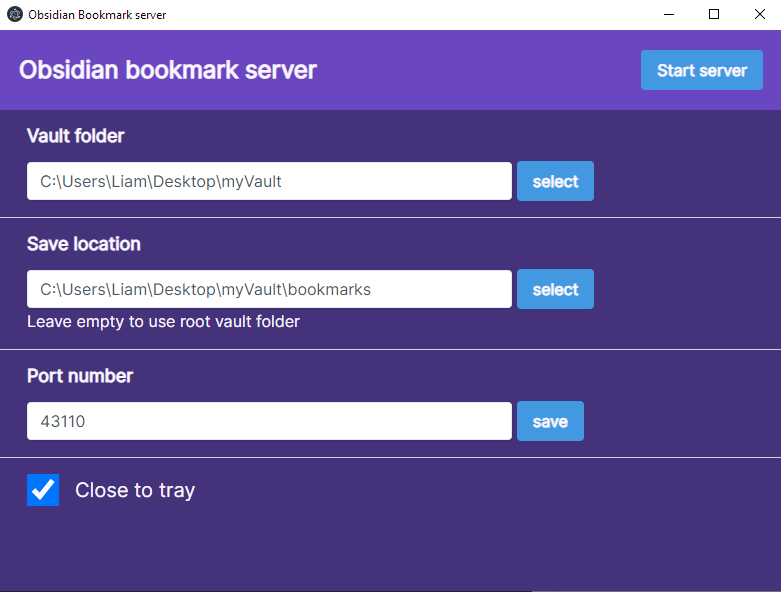 Obsidian Bookmark server
Obsidian bookmark server
Start server
Vault folder
C:\Users\Liam\Desktop\myVault
select
Save location
C:\Users\Liam\Desktop\myVault\bookmarks
select
Leave empty to use root vault folder
Port number
43110
save
Close to tray